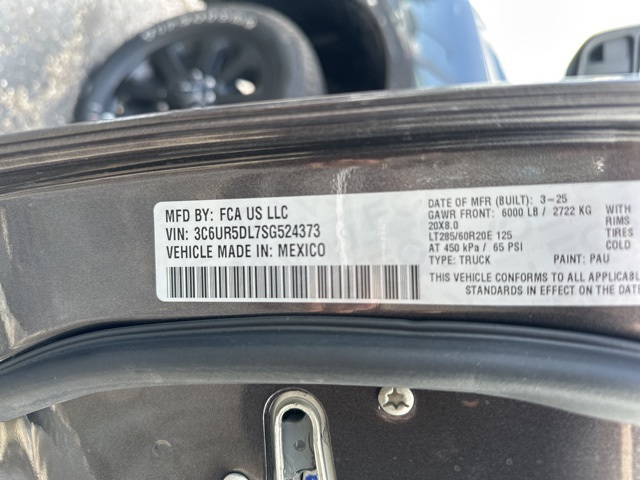 MFD BY: FCA US LLC
VIN: 3C6UR5DL7SG524373
VEHICLE MADE IN: MEXICO
DATE OF MFR (BUILT): 3-25
GAWR FRONT: 6000 LB / 2722 KG WITH
20X8.0 RIMS
LT285/60R20E 125 TIRES
AT 450 kPa / 65 PSI COLD
TYPE: TRUCK PAINT: PAU
THIS VEHICLE CONFORMS TO ALL APPLICABL
STANDARDS IN EFFECT ON THE DATE